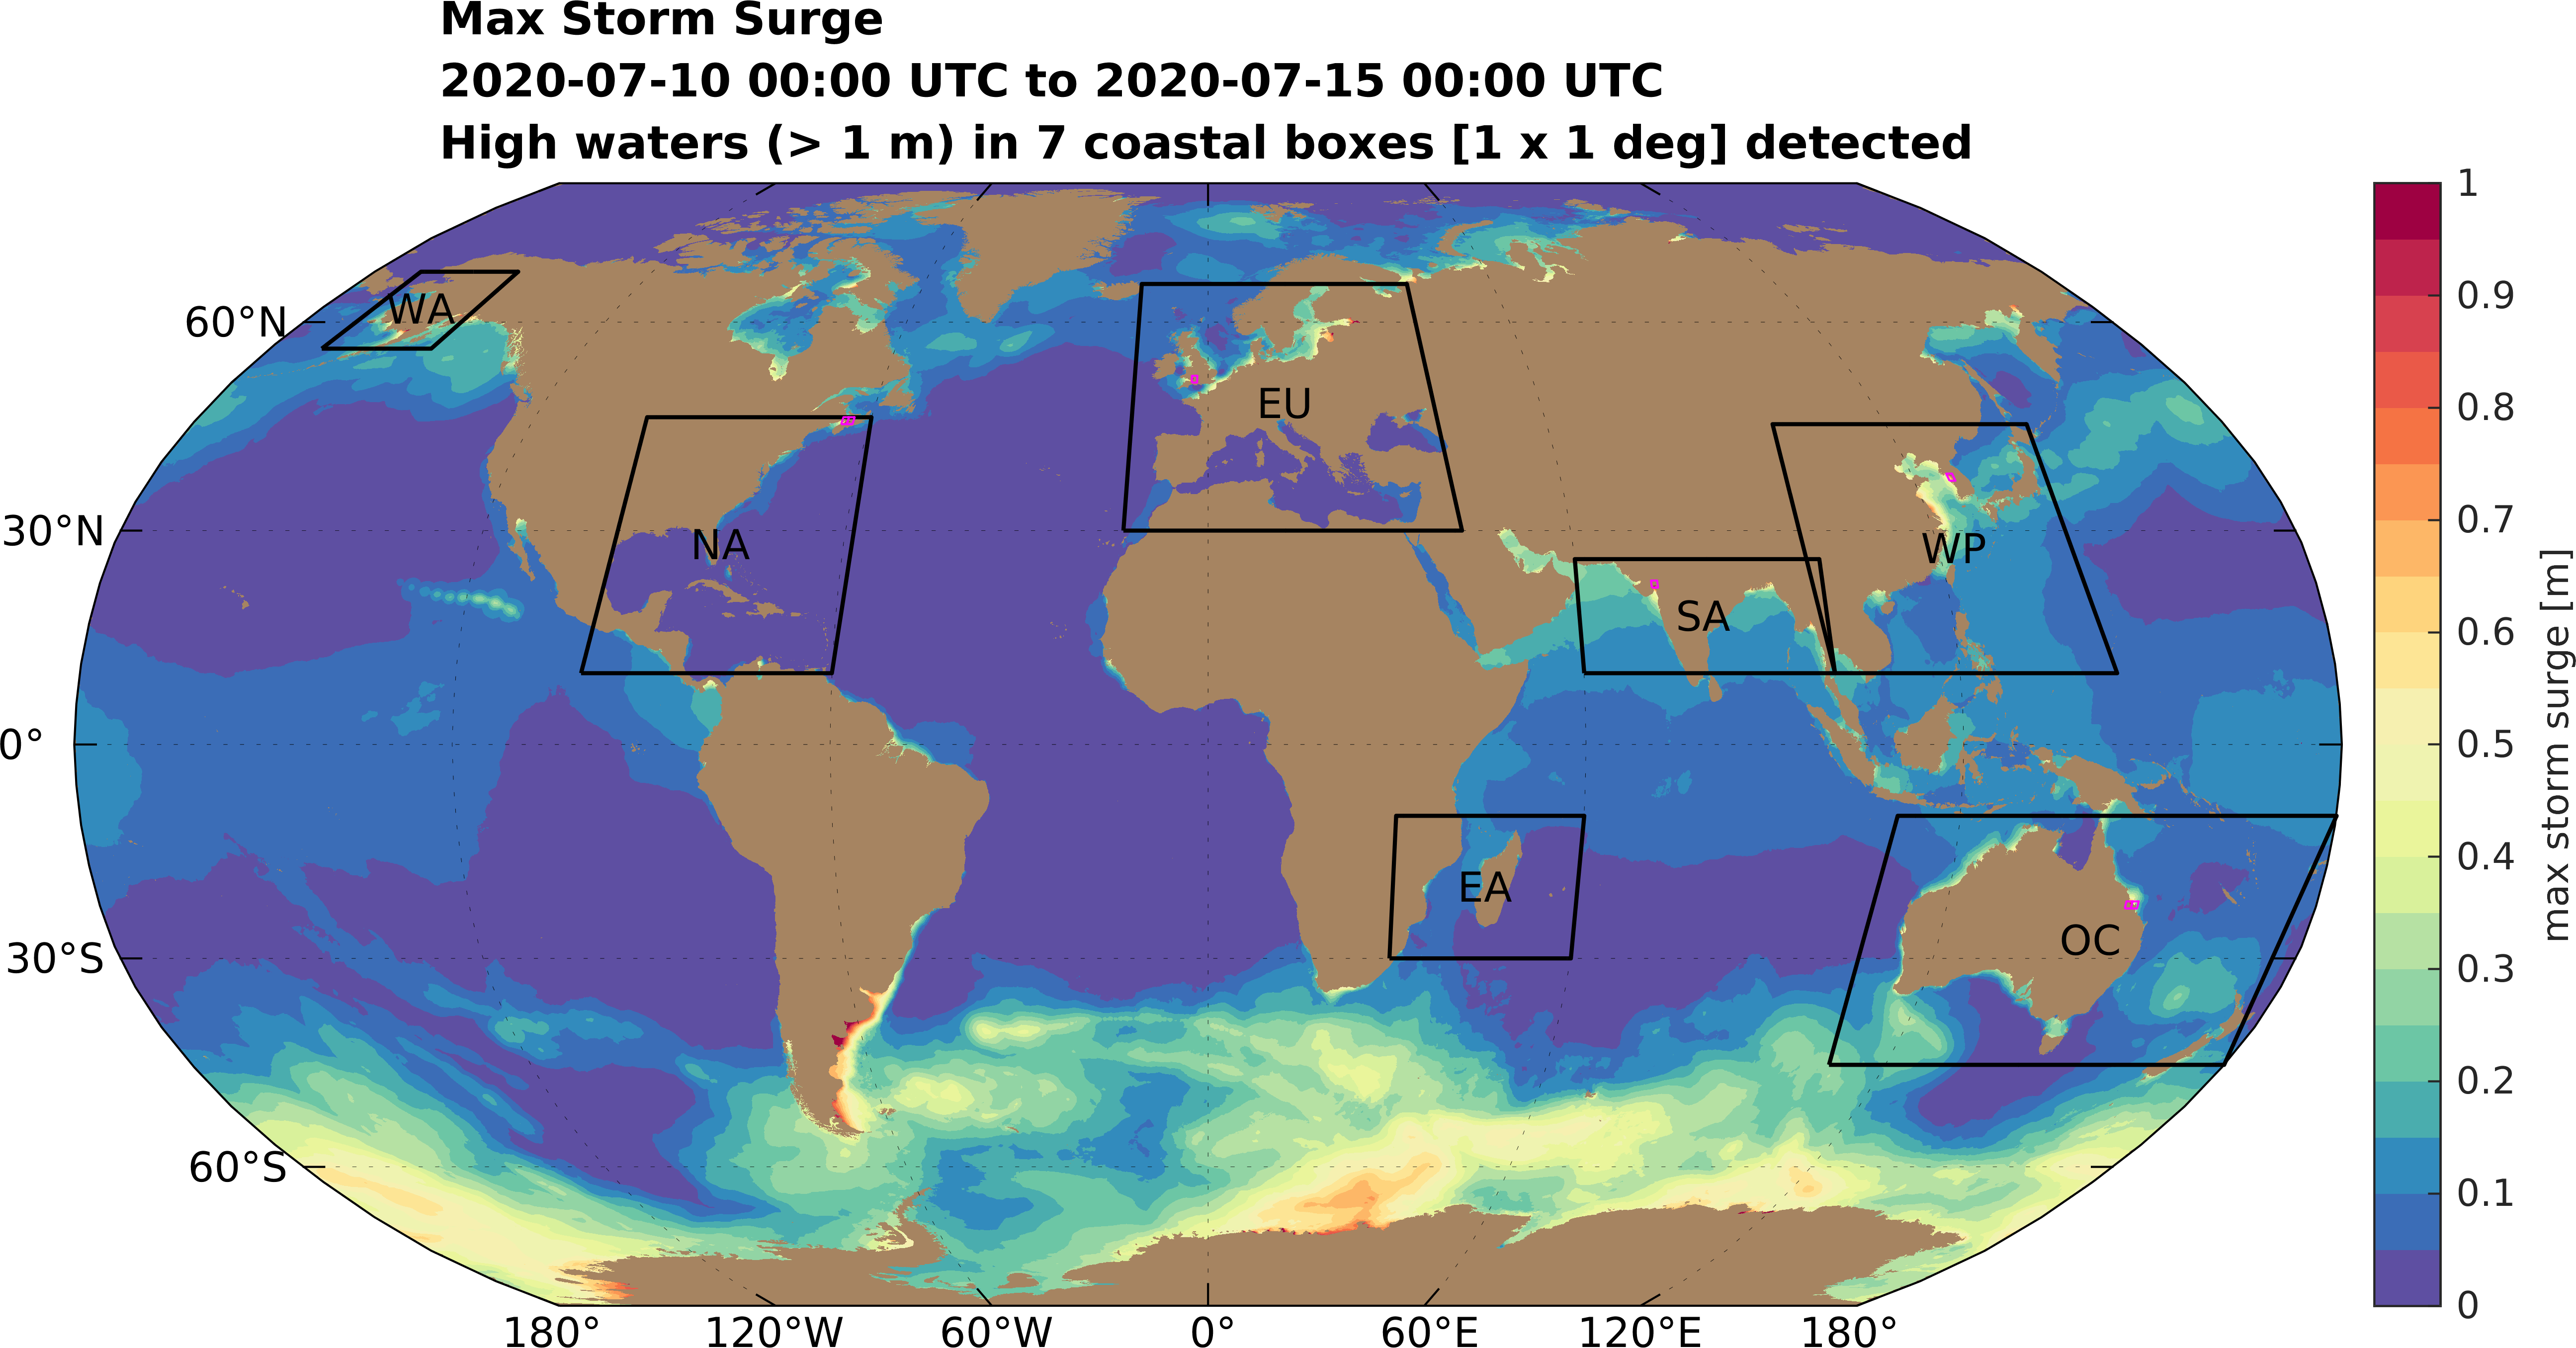 Max Storm Surge
2020-07-10 00:00 UTC to 2020-07-15 00:00 UTC
High waters (> 1 m) in 7 coastal boxes [1 x 1 deg] detected
1
0.9
0.8
0.7
0.6
0.5
0.4
0.3
0.2
0.1
0
max storm surge [m]
60°N
30°N
0°
30°S
60°S
WA
EU
NA
WP
SA
EA
OC
180°
120°W
60°W
0°
60°E
120°E
180°